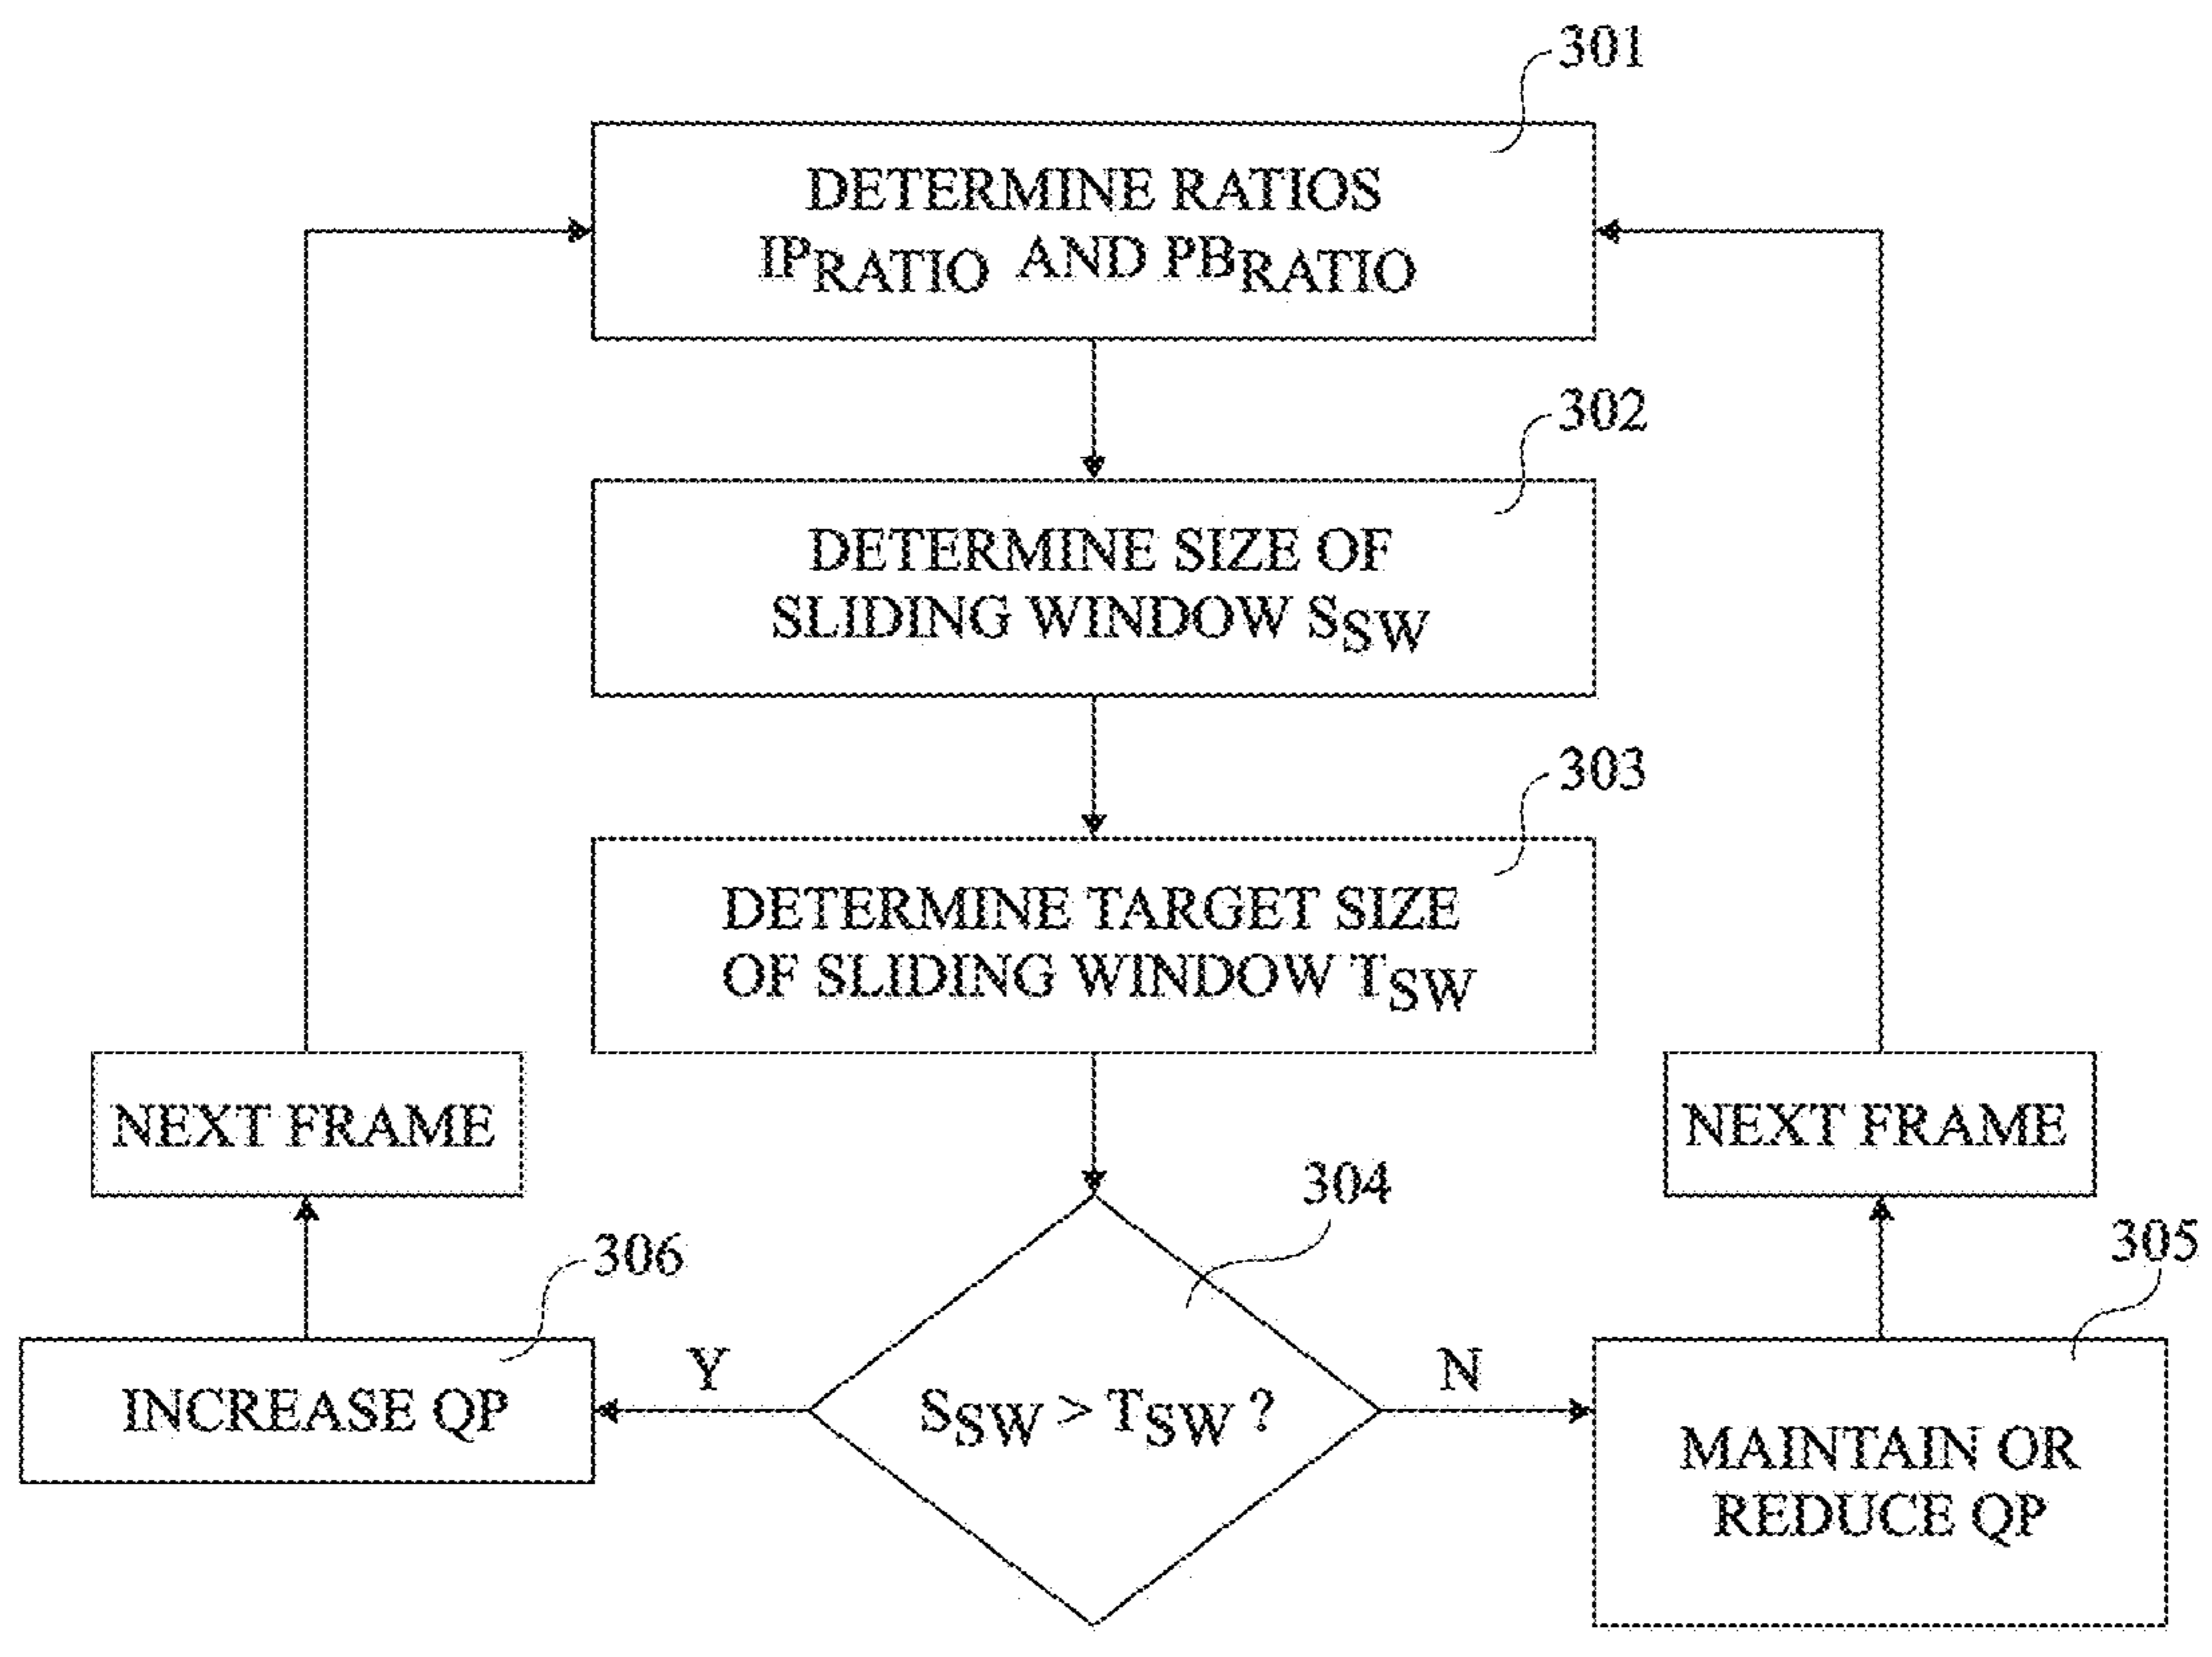 301
DETERMINE RATIOS
IPRATIO AND PBRATIO
302
DETERMINE SIZE OF
SLIDING WINDOW SSW
303
DETERMINE TARGET SIZE
OF SLIDING WINDOW TSW
NEXT FRAME
NEXT FRAME
304
305
306
INCREASE QP
Y
SSW > TSW ?
N
MAINTAIN OR
REDUCE QP